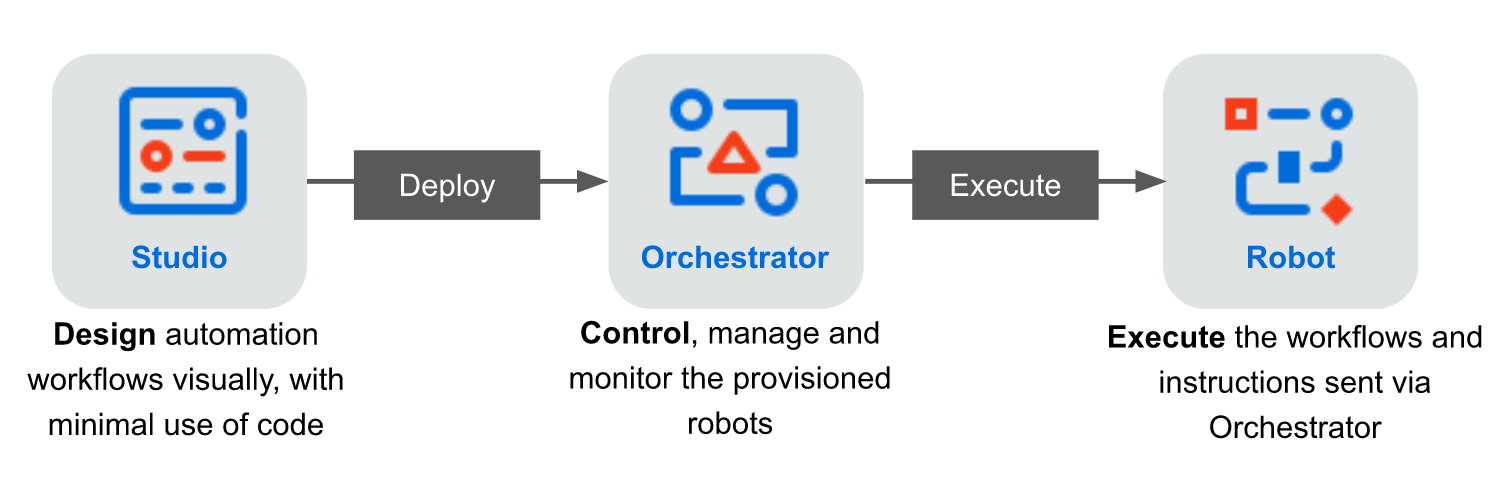 Deploy
Execute
Studio
Orchestrator
Robot
Design automation
workflows visually, with
minimal use of code
Control, manage and
monitor the provisioned
robots
Execute the workflows and
instructions sent via
Orchestrator